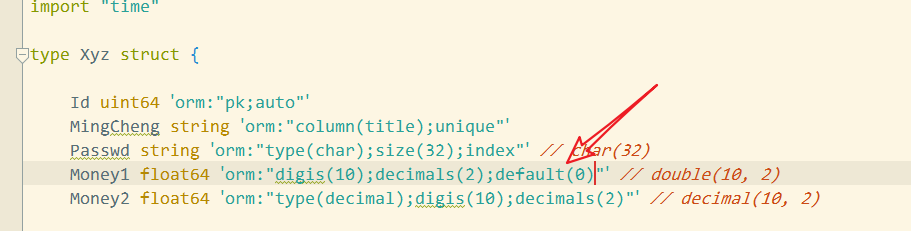 import "time"
type Xyz struct {
Id uint64 'orm:"pk;auto"'
MingCheng string 'orm:"column(title);unique"'
Passwd string 'orm:"type(char);size(32);index"' // char(32)
Money1 float64 'orm:"digis(10);decimals(2);default(0)"' // double(10, 2)
Money2 float64 'orm:"type(decimal);digis(10);decimals(2)"' // decimal(10, 2)